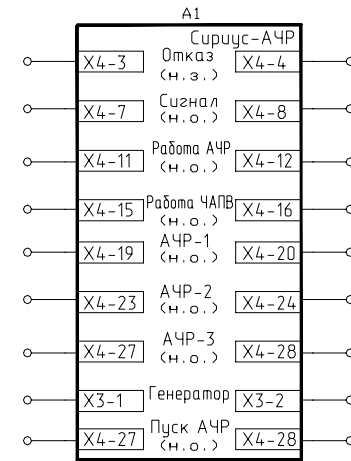 А1
Сириус-АЧР
X4-3 Отказ X4-4
(н.з.)
X4-7 Сигнал X4-8
(н.о.)
X4-11 Работа АЧР X4-12
(н.о.)
X4-15 Работа ЧАПВ X4-16
(н.о.)
X4-19 АЧР-1 X4-20
(н.о.)
X4-23 АЧР-2 X4-24
(н.о.)
X4-27 АЧР-3 X4-28
(н.о.)
X3-1 Генератор X3-2
X4-27 Пуск АЧР X4-28
(н.о.)